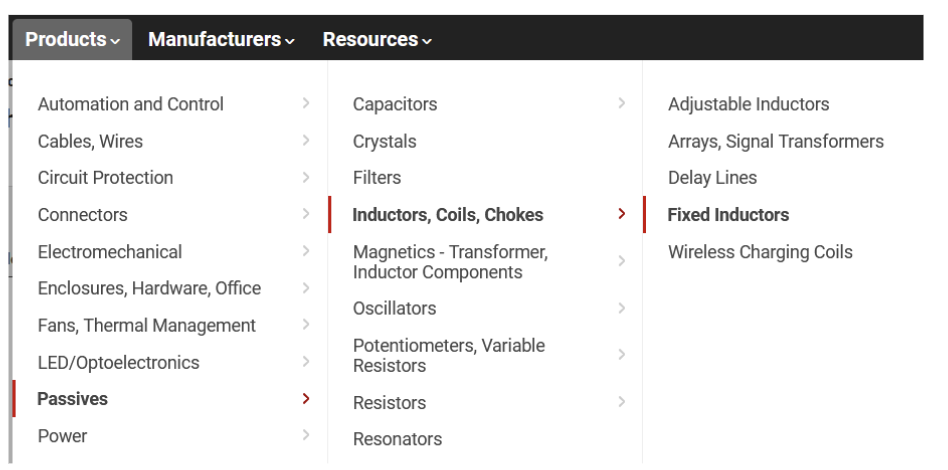 Products Manufacturers Resources
Automation and Control
Cables, Wires
Circuit Protection
Connectors
Electromechanical
Enclosures, Hardware, Office
Fans, Thermal Management
LED/Optoelectronics
Passives
Power
Capacitors
Crystals
Filters
Inductors, Coils, Chokes
Magnetics - Transformer,
Inductor Components
Oscillators
Potentiometers, Variable
Resistors
Resistors
Resonators
Adjustable Inductors
Arrays, Signal Transformers
Delay Lines
Fixed Inductors
Wireless Charging Coils